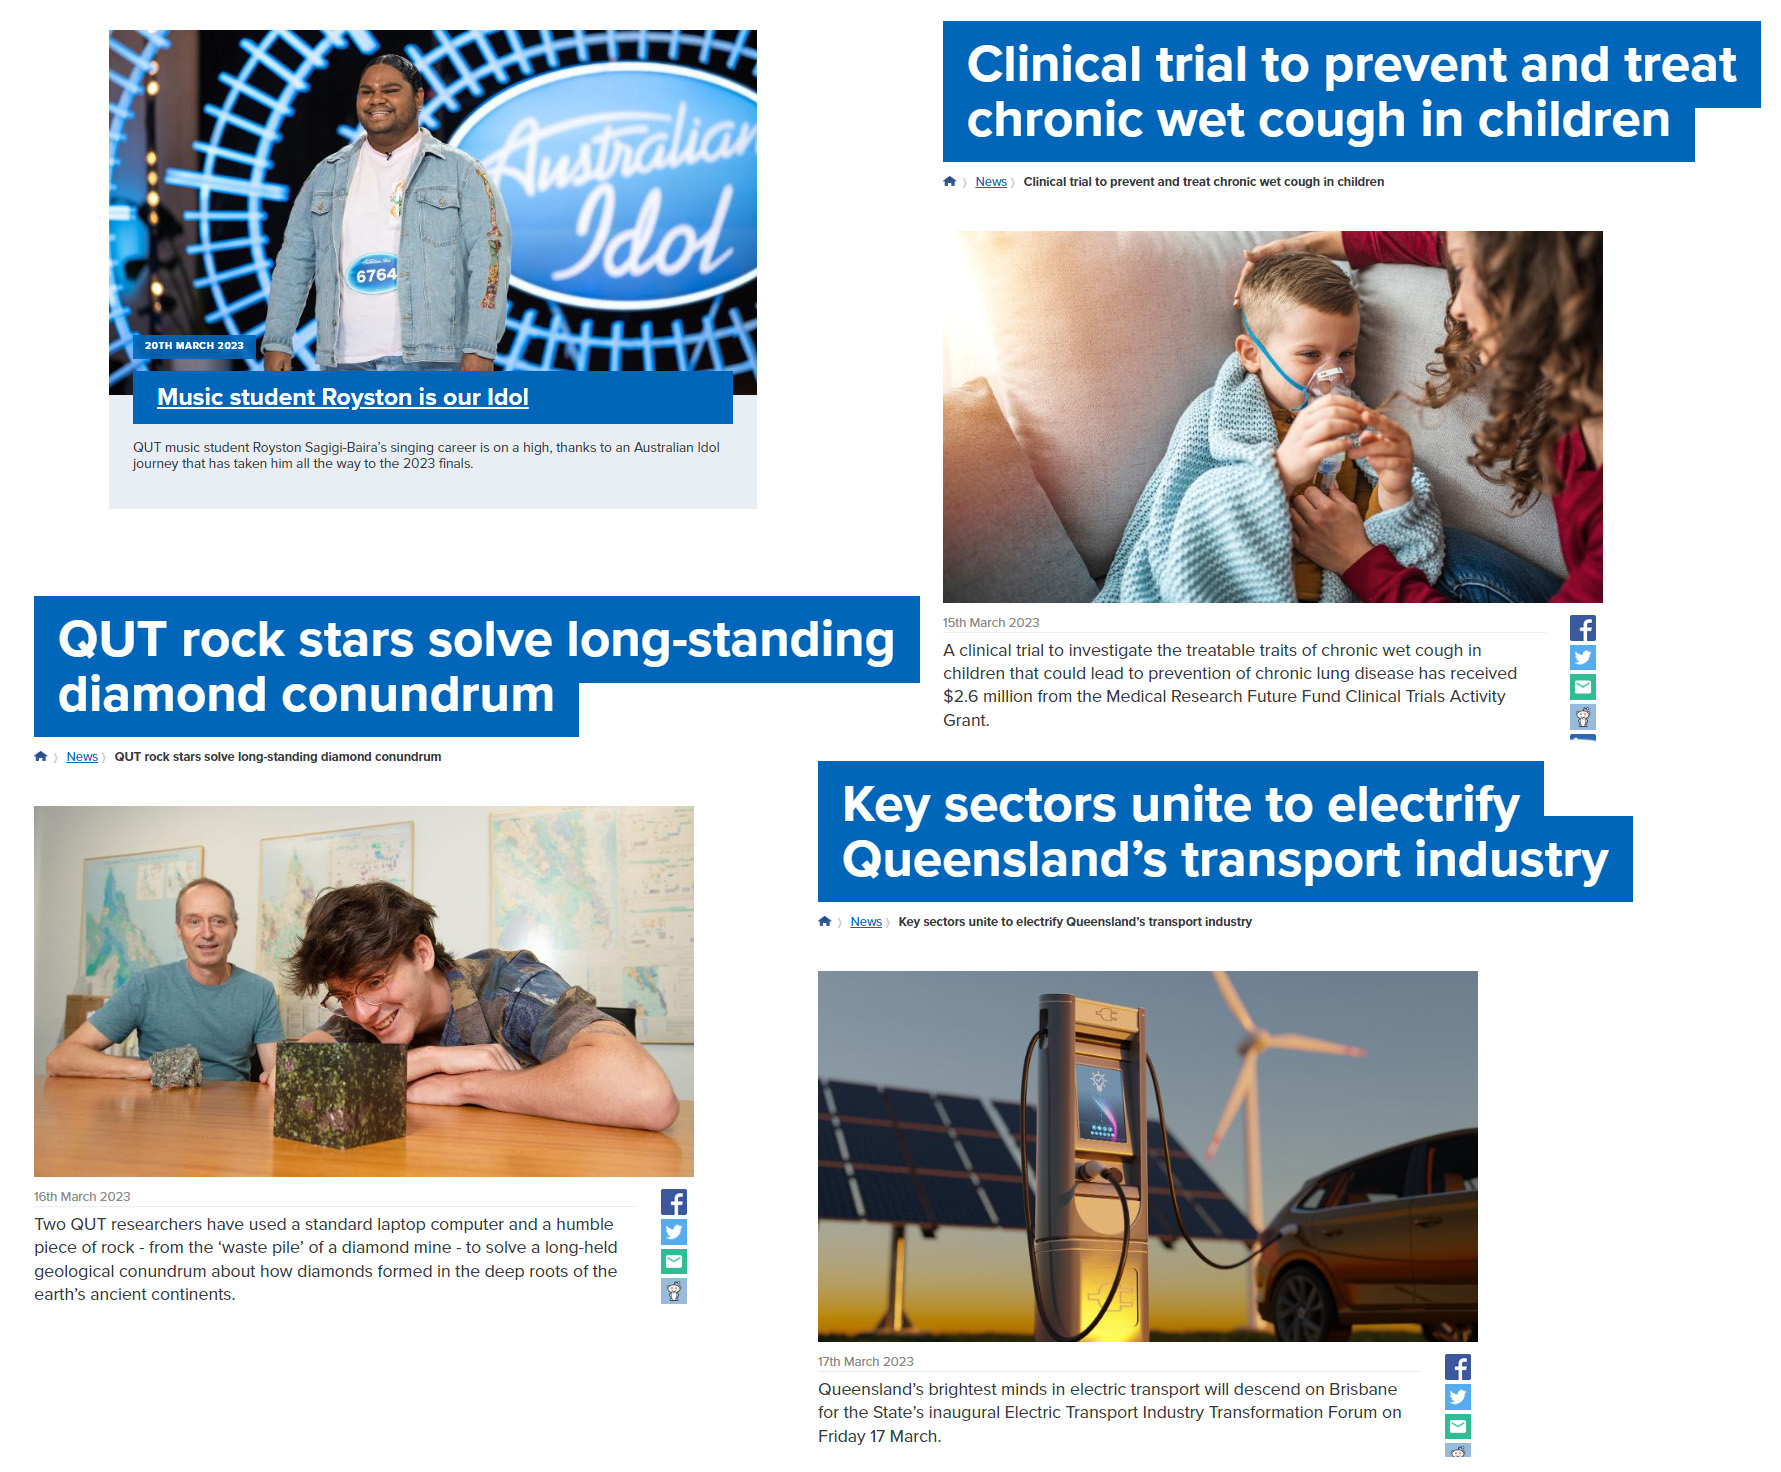 Australian
Idol
6764
20TH MARCH 2023
Music student Royston is our Idol
QUT music student Royston Sagigi-Baira's singing career is on a high, thanks to an Australian Idol
journey that has taken him all the way to the 2023 finals.
Clinical trial to prevent and treat
chronic wet cough in children
News Clinical trial to prevent and treat chronic wet cough in children
15th March 2023
A clinical trial to investigate the treatable traits of chronic wet cough in
children that could lead to prevention of chronic lung disease has received
$2.6 million from the Medical Research Future Fund Clinical Trials Activity
Grant.
QUT rock stars solve long-standing
diamond conundrum
News QUT rock stars solve long-standing diamond conundrum
16th March 2023
Two QUT researchers have used a standard laptop computer and a humble
piece of rock - from the ‘waste pile’ of a diamond mine - to solve a long-held
geological conundrum about how diamonds formed in the deep roots of the
earth’s ancient continents.
Key sectors unite to electrify
Queensland’s transport industry
News Key sectors unite to electrify Queensland’s transport industry
17th March 2023
Queensland’s brightest minds in electric transport will descend on Brisbane
for the State’s inaugural Electric Transport Industry Transformation Forum on
Friday 17 March.